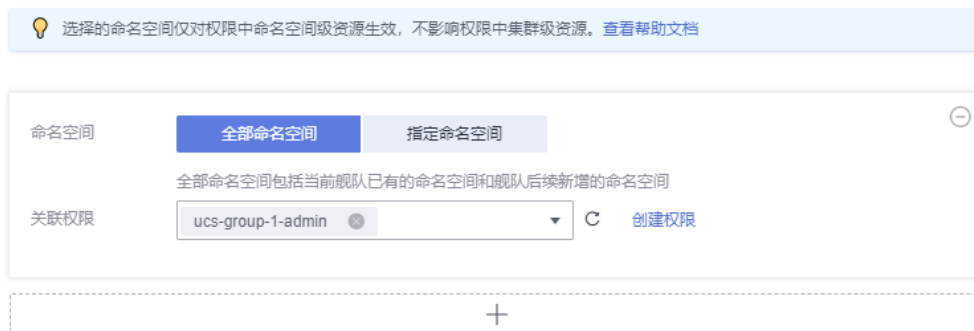 选择的命名空间仅对权限中命名空间级资源生效，不影响权限中集群级资源。查看帮助文档
命名空间 全部命名空间 指定命名空间
全部命名空间包括当前舰队已有的命名空间和舰队后续新增的命名空间
关联权限 ucs-group-1-admin 创建权限